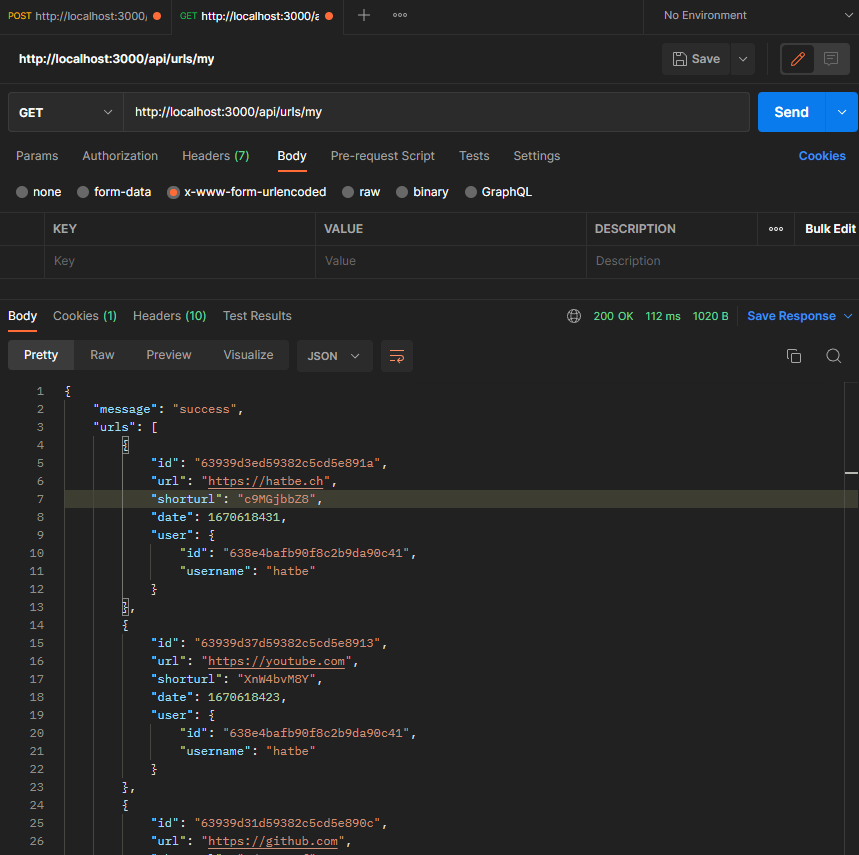 POST http://localhost:3000/ GET http://localhost:3000/a No Environment
http://localhost:3000/api/urls/my Save
GET http://localhost:3000/api/urls/my Send
Params Authorization Headers (7) Body Pre-request Script Tests Settings Cookies
none form-data x-www-form-urlencoded raw binary GraphQL
KEY VALUE DESCRIPTION Bulk Edit
Key Value Description
Body Cookies (1) Headers (10) Test Results 200 OK 112 ms 1020 B Save Response
Pretty Raw Preview Visualize JSON
1 {
2 "message": "success",
3 "urls": [
4 {
5 "id": "63939d3ed59382c5cd5e891a",
6 "url": "https://hatbe.ch",
7 "shorturl": "c9MGjbbZ8",
8 "date": 1670618431,
9 "user": {
10 "id": "638e4bafb90f8c2b9da90c41",
11 "username": "hatbe"
12 }
13 },
14 {
15 "id": "63939d37d59382c5cd5e8913",
16 "url": "https://youtube.com",
17 "shorturl": "XnW4bvM8Y",
18 "date": 1670618423,
19 "user": {
20 "id": "638e4bafb90f8c2b9da90c41",
21 "username": "hatbe"
22 }
23 },
24 {
25 "id": "63939d31d59382c5cd5e890c",
26 "url": "https://github.com",